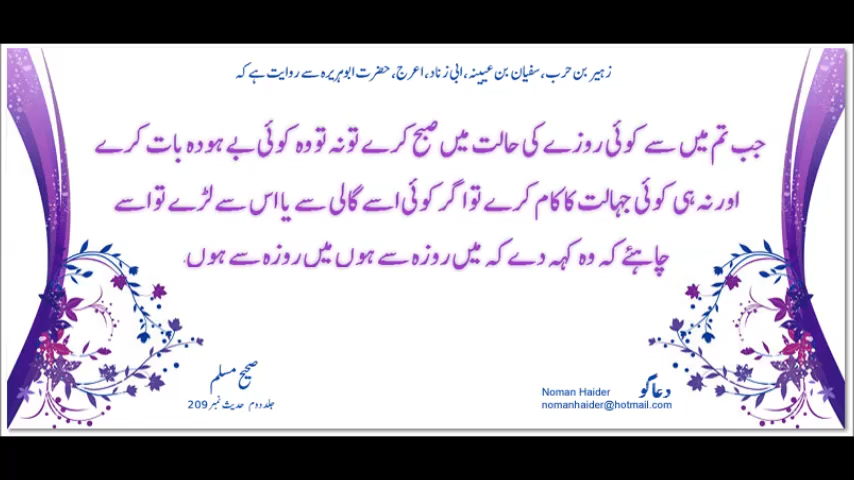 زہیر بن حرب، سفیان بن عیینہ، ابی زناد، اعرج، حضرت ابوہریرہ سے روایت ہے کہ
جب تم میں سے کوئی روزے کی حالت میں صبح کرے تو نہ تو وہ کوئی بے ہودہ بات کرے
اور نہ ہی کوئی جہالت کا کام کرے تو اگر کوئی اسے گالی سے یا اس سے لڑے تو اسے
چاہئے کہ وہ کہہ دے کہ میں روزہ سے ہوں میں روزہ سے ہوں.
صحیح مسلم
جلد دوم حدیث نمبر 209
دعاگو
Noman Haider
nomanhaider@hotmail.com